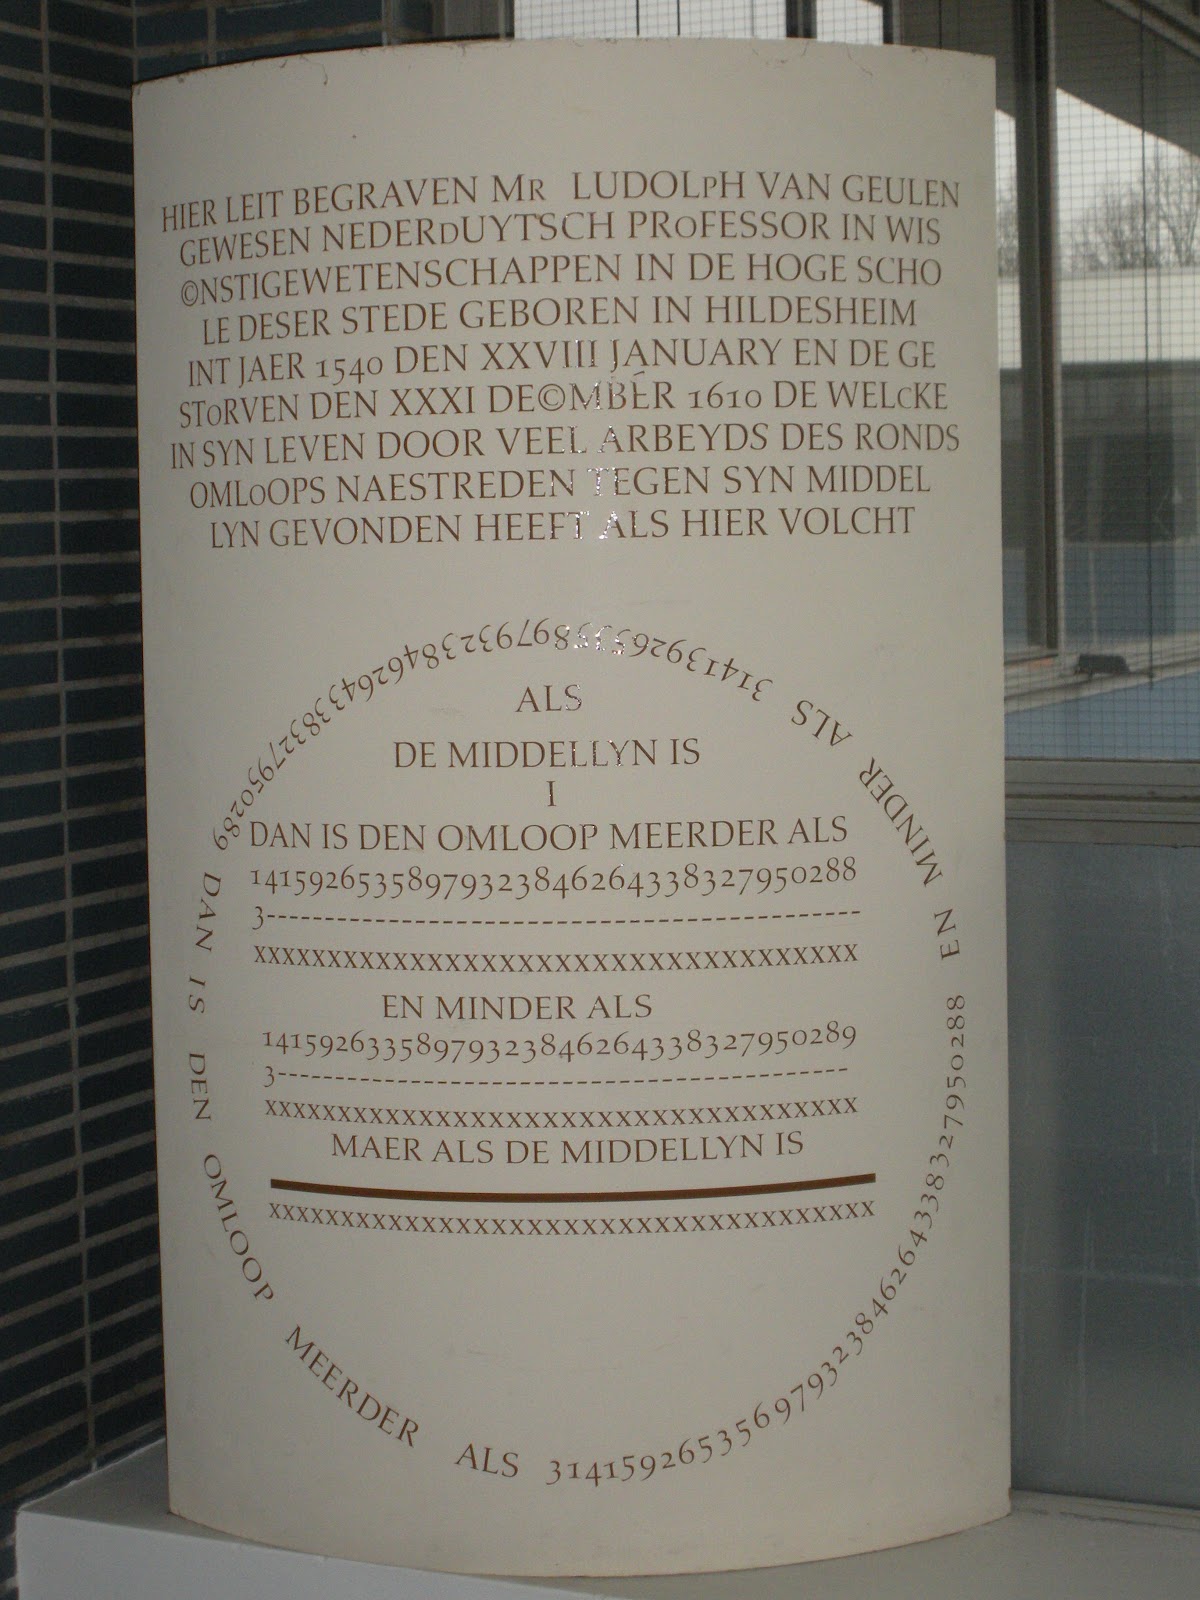 HIER LEIT BEGRAVEN MR LUDOLPH VAN GEULEN
GEWESEN NEDERDUYTSCH PROFESSOR IN WIS
©NSTIGEWETENSCHAPPEN IN DE HOGE SCHO
LE DESER STEDE GEBOREN IN HILDESHEIM
INT JAER 1540 DEN XXVIII JANUARY EN DE GE
STORVEN DEN XXXI DE©MBER 1610 DE WELCKE
IN SYN LEVEN DOOR VEEL ARBEYDS DES RONDS
OMLOOPS NAESTREDEN TEGEN SYN MIDDEL
LYN GEVONDEN HEEFT ALS HIER VOLCHT
ALS
DE MIDDELLYN IS
I
DAN IS DEN OMLOOP MEERDER ALS
14159265358979323846264338327950288
3-----------------------------------------
XXXXXXXXXXXXXXXXXXXXXXXXXXXXXXXXXXX
EN MINDER ALS
14159263358979323846264338327950289
3----------------------------------------
XXXXXXXXXXXXXXXXXXXXXXXXXXXXXXXXXXX
MAER ALS DE MIDDELLYN IS
XXXXXXXXXXXXXXXXXXXXXXXXXXXXXXXXXXX
DAN IS DEN OMLOOP MEERDER ALS 314159265356979323846264338327950288 EN MINDER ALS 314139265358979323846264338327950289